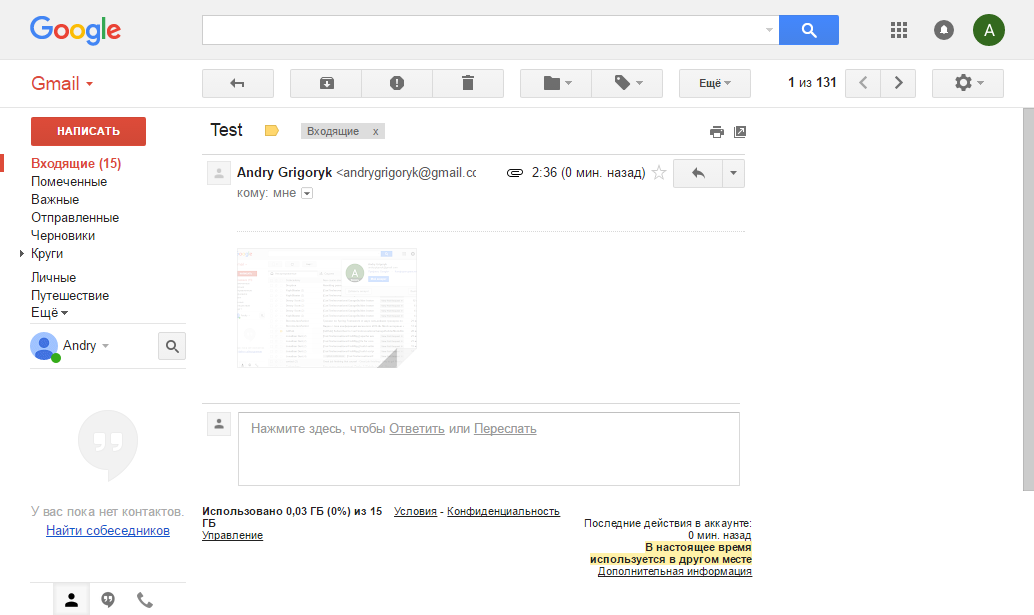 Google
A
Gmail
Ещё
1 из 131
НАПИСАТЬ
Test
Входящие x
Входящие (15)
Помеченные
Важные
Отправленные
Черновики
Круги
Личные
Путешествие
Ещё
Andry Grigoryk <andrygrigoryk@gmail.cc
2:36 (0 мин. назад)
кому: мне
A
Andry
Нажмите здесь, чтобы Ответить или Переслать
У вас пока нет контактов.
Найти собеседников
Использовано 0,03 ГБ (0%) из 15
ГБ
Управление
Условия - Конфиденциальность
Последние действия в аккаунте:
0 мин. назад
В настоящее время
используется в другом месте
Дополнительная информация